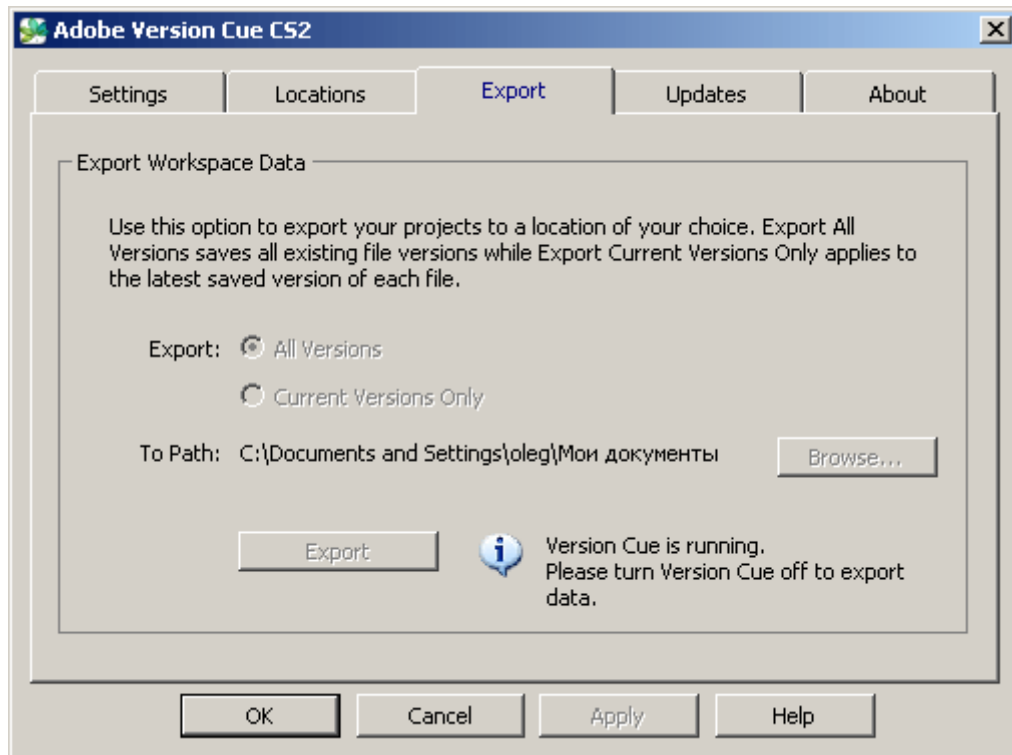 Adobe Version Cue CS2
Settings Locations Export Updates About
Export Workspace Data
Use this option to export your projects to a location of your choice. Export All
Versions saves all existing file versions while Export Current Versions Only applies to
the latest saved version of each file.
Export: All Versions
Current Versions Only
To Path: C:\Documents and Settings\oleg\Мои документы Browse...
Export
Version Cue is running.
Please turn Version Cue off to export
data.
OK Cancel Apply Help